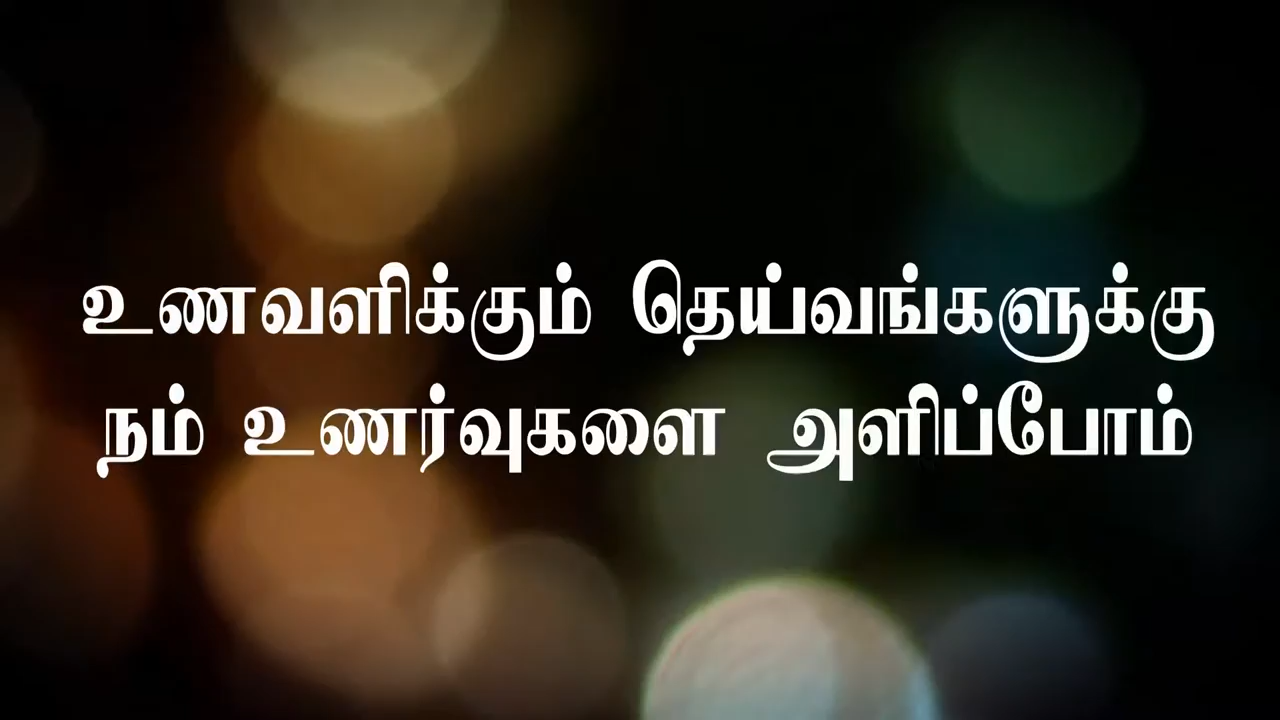 உணவளிக்கும் தெய்வங்களுக்கு
நம் உணர்வுகளை அளிப்போம்